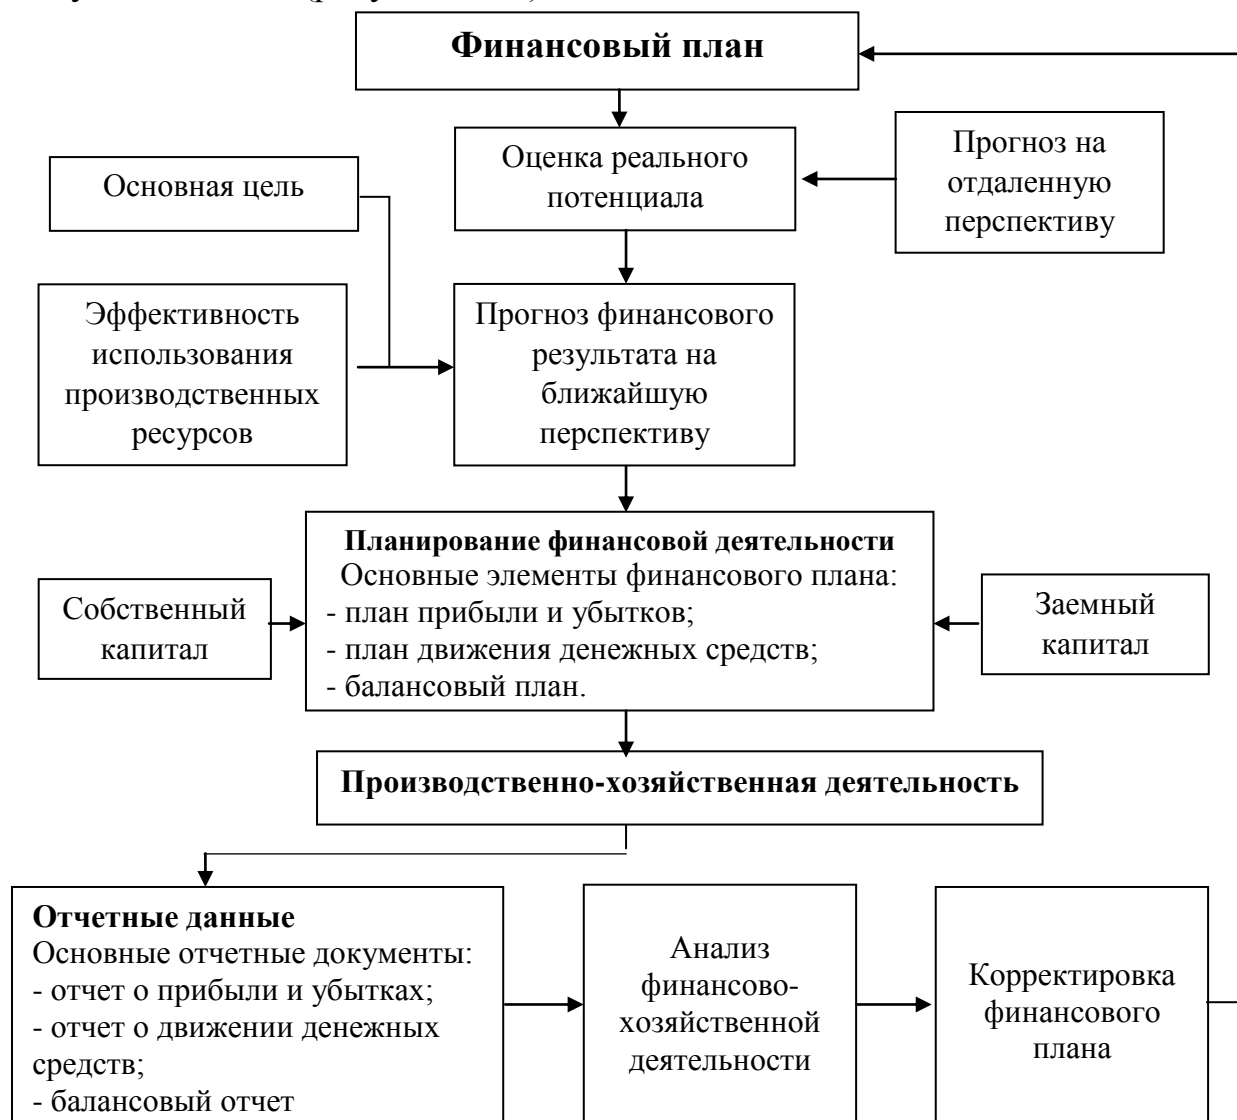 Финансовый план
Оценка реального
потенциала
Прогноз на
отдаленную
перспективу
Основная цель
Эффективность
использования
производственных
ресурсов
Прогноз финансового
результата на
ближайшую
перспективу
Планирование финансовой деятельности
Основные элементы финансового плана:
- план прибыли и убытков;
- план движения денежных средств;
- балансовый план.
Собственный
капитал
Заемный
капитал
Производственно-хозяйственная деятельность
Отчетные данные
Основные отчетные документы:
- отчет о прибыли и убытках;
- отчет о движении денежных
средств;
- балансовый отчет
Анализ
финансово-
хозяйственной
деятельности
Корректировка
финансового
плана